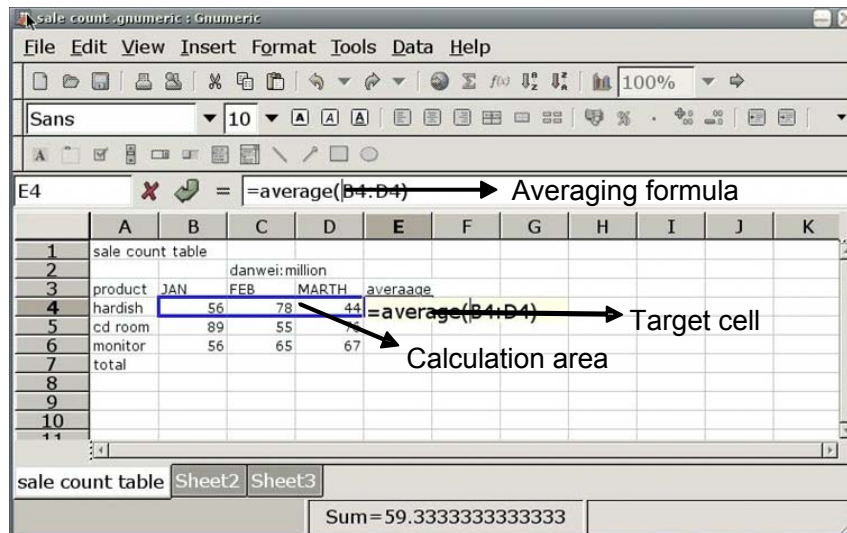 sale count.gnumeric : Gnumeric
File Edit View Insert Format Tools Data Help
100%
Sans 10
E4 =average(B4:D4) Averaging formula
A B C D E F G H I J K
1 sale count table
2 danwei:million
3 product JAN FEB MARTH averaage
4 hardish 56 78 44 =average(B4:D4) Target cell
5 cd room 89 55 76
6 monitor 56 65 67 Calculation area
7 total
8
9
10
11
sale count table Sheet2 Sheet3
Sum=59.3333333333333